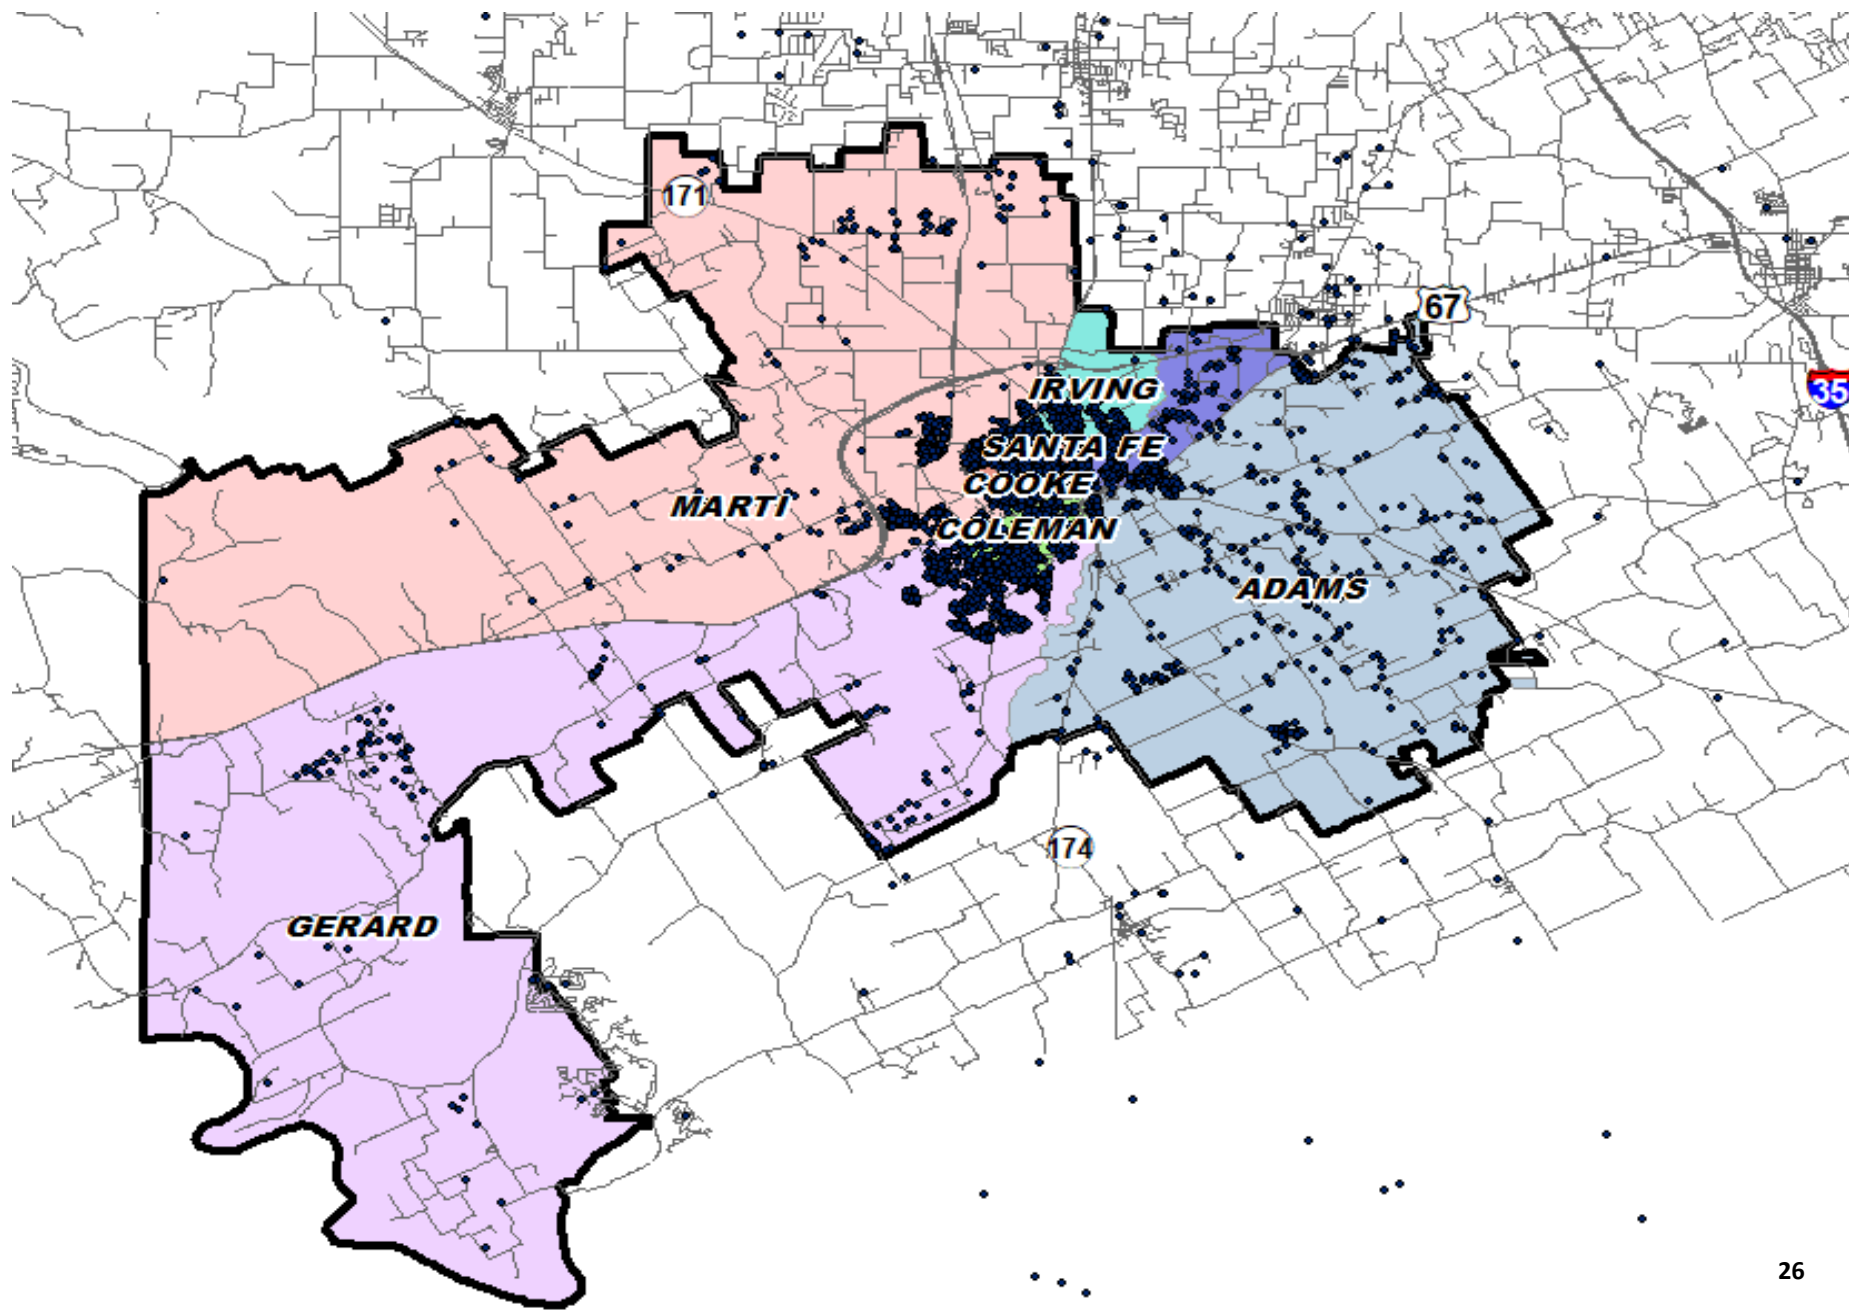 171
67
35
IRVING
SANTA FE
COOKE
MARTI
COLEMAN
ADAMS
174
GERARD
26